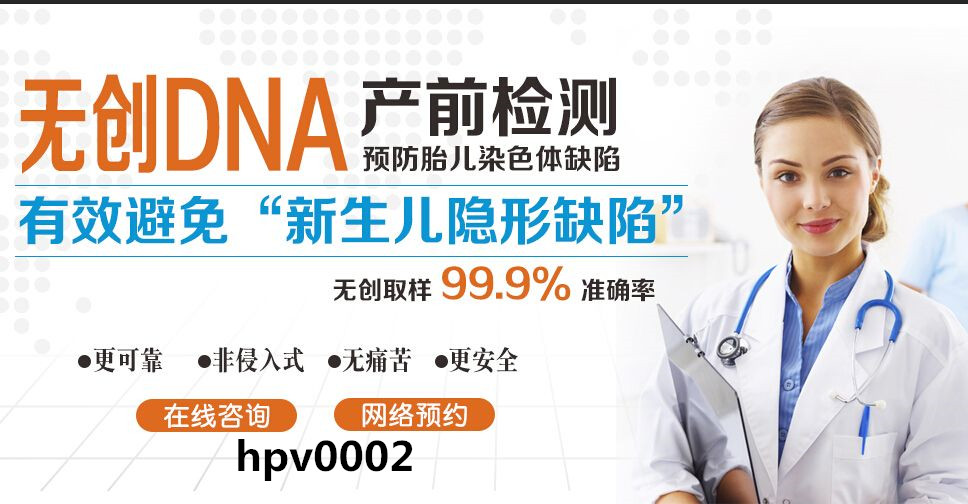 无创DNA 产前检测
预防胎儿染色体缺陷
有效避免“新生儿隐形缺陷”
无创取样 99.9% 准确率
●更可靠 ●非侵入式 ●无痛苦 ●更安全
在线咨询 网络预约
hpv0002